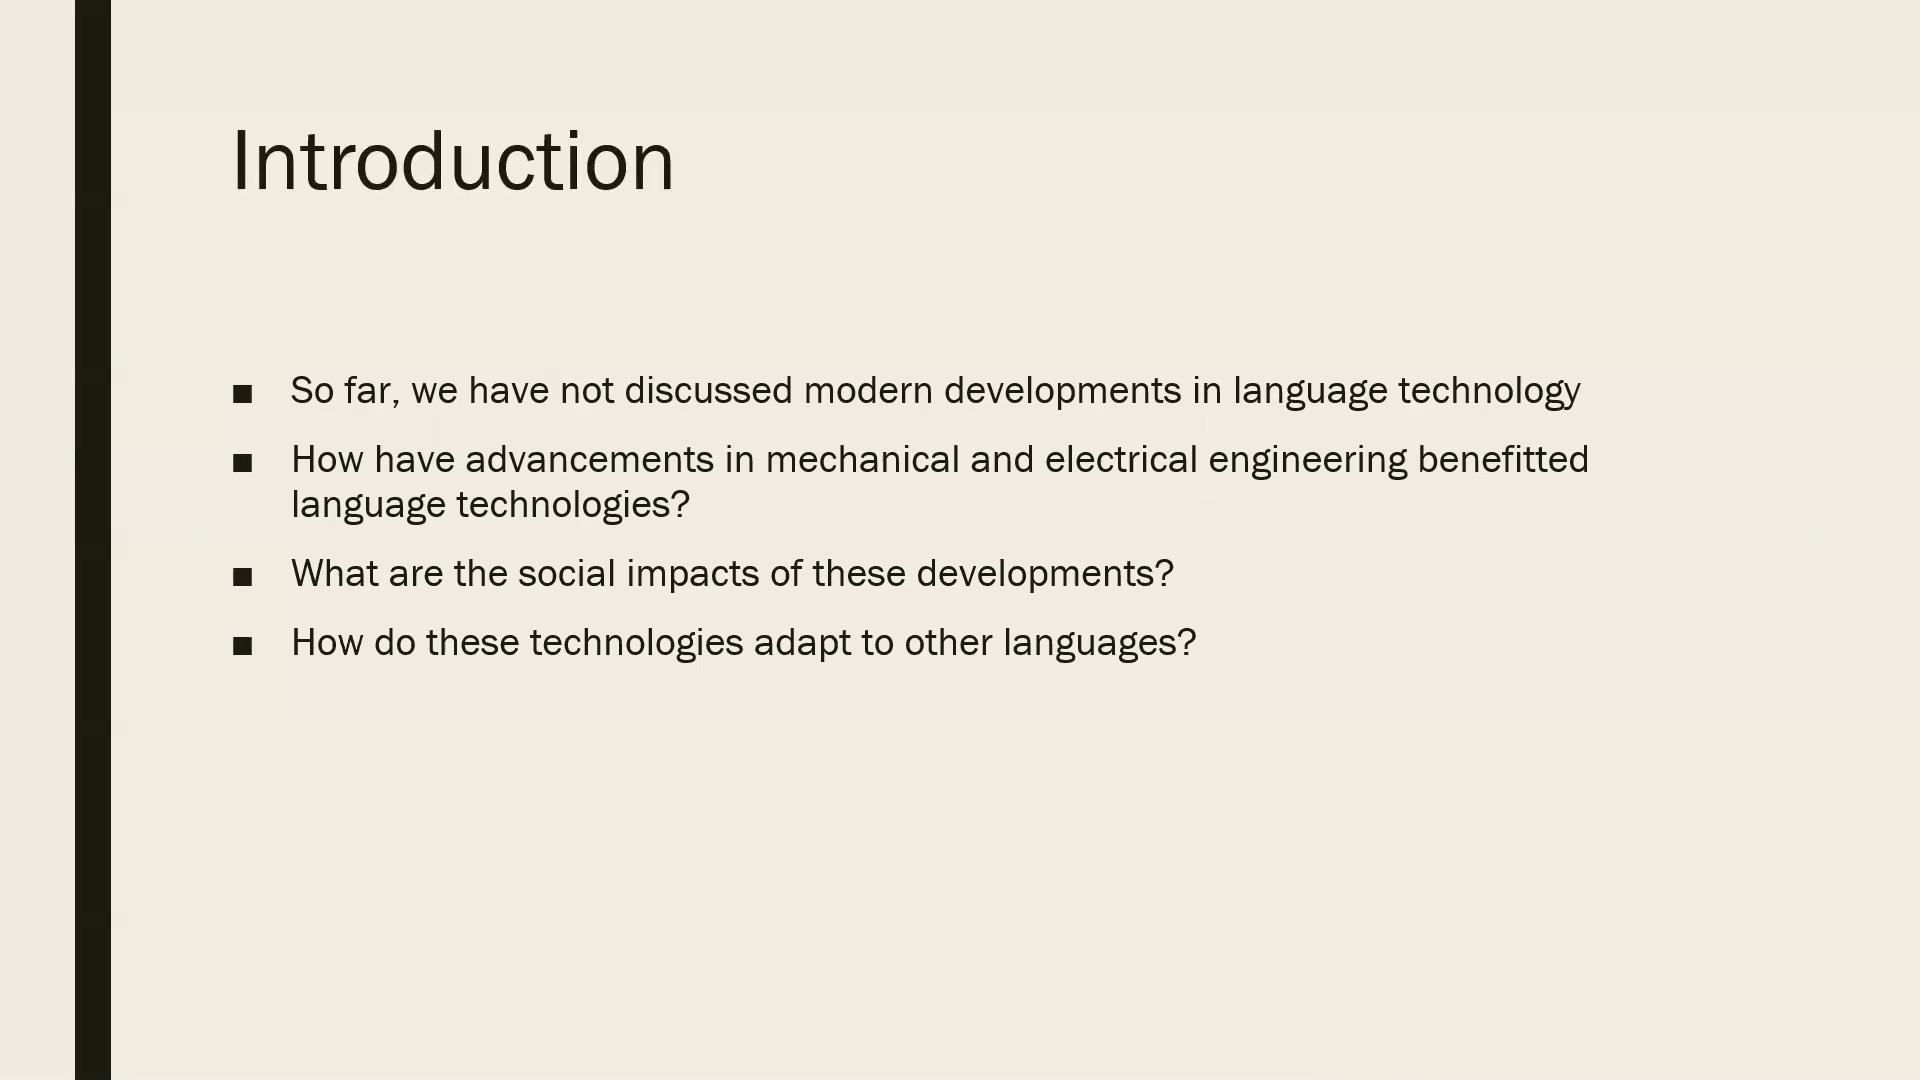 Introduction
■ So far, we have not discussed modern developments in language technology
■ How have advancements in mechanical and electrical engineering benefitted
language technologies?
■ What are the social impacts of these developments?
■ How do these technologies adapt to other languages?